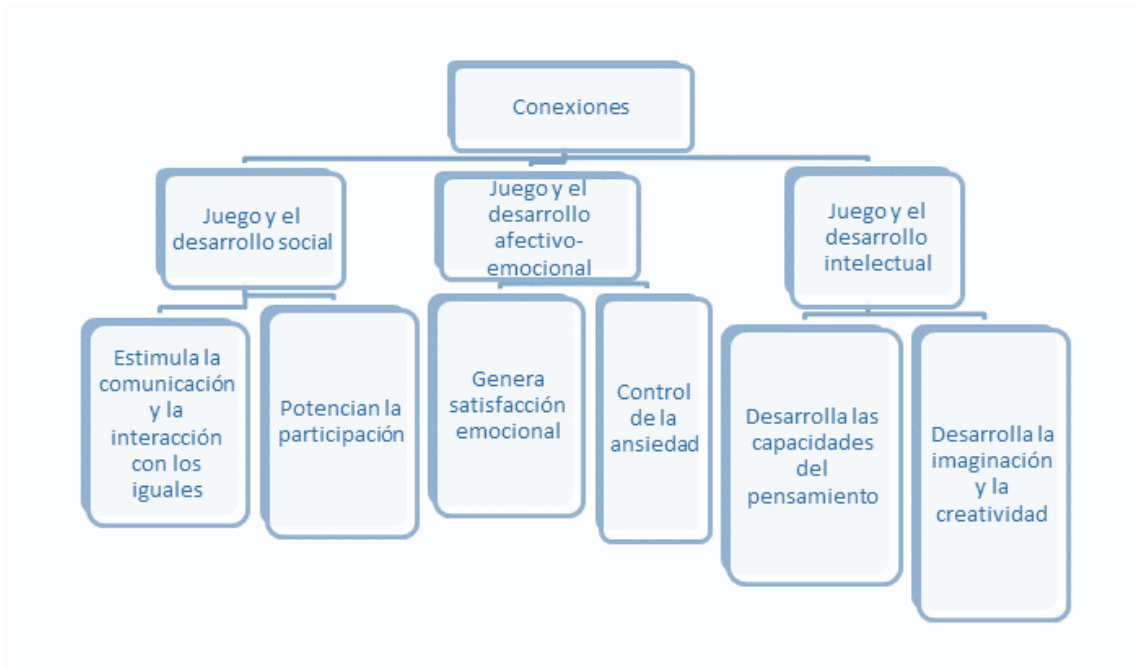 Conexiones
Juego y el
desarrollo social
Juego y el
desarrollo
afectivo-
emocional
Juego y el
desarrollo
intelectual
Estimula la
comunicación
y la
interacción
con los
iguales
Potencian la
participación
Genera
satisfacción
emocional
Control
de la
ansiedad
Desarrolla las
capacidades
del
pensamiento
Desarrolla la
imaginación
y la
creatividad